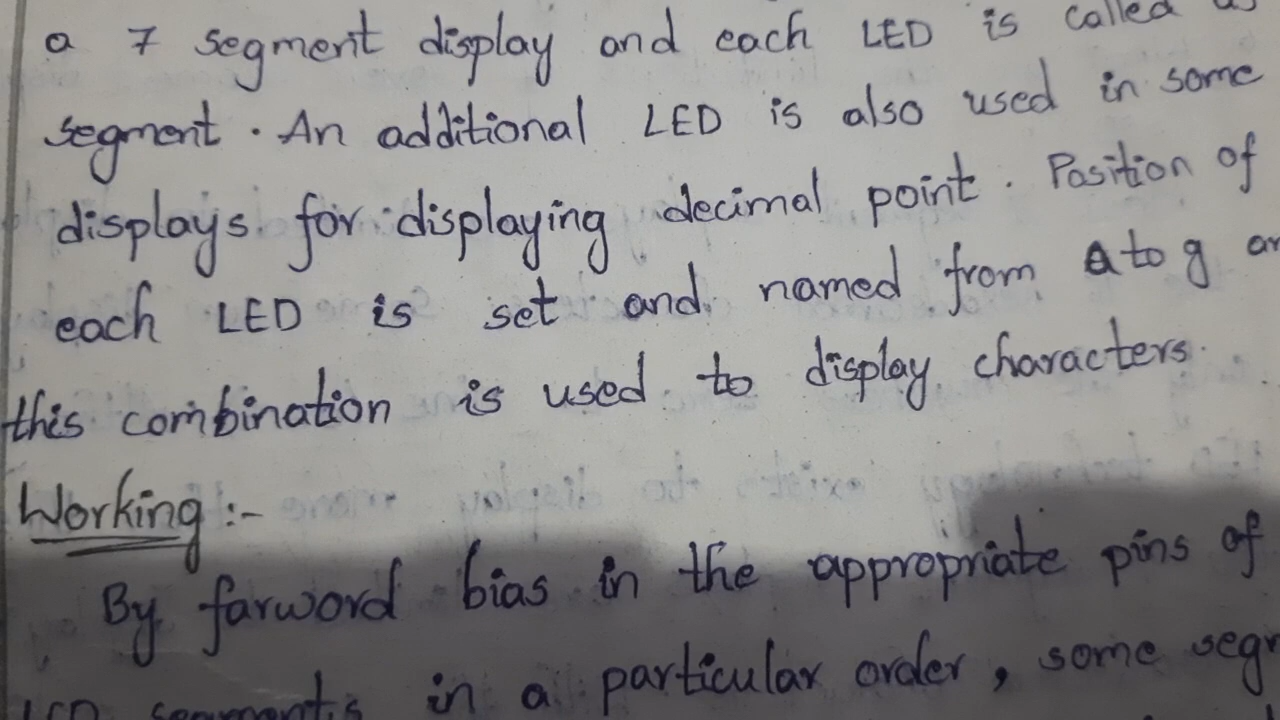 a 7 segment display and each LED is called as
segment. An additional LED is also used in some
displays for displaying decimal point. Position of
each LED is set and named from a to g
this combination is used to display characters.
Working :-
By farword bias in the appropriate pins of
segments in a particular order, some